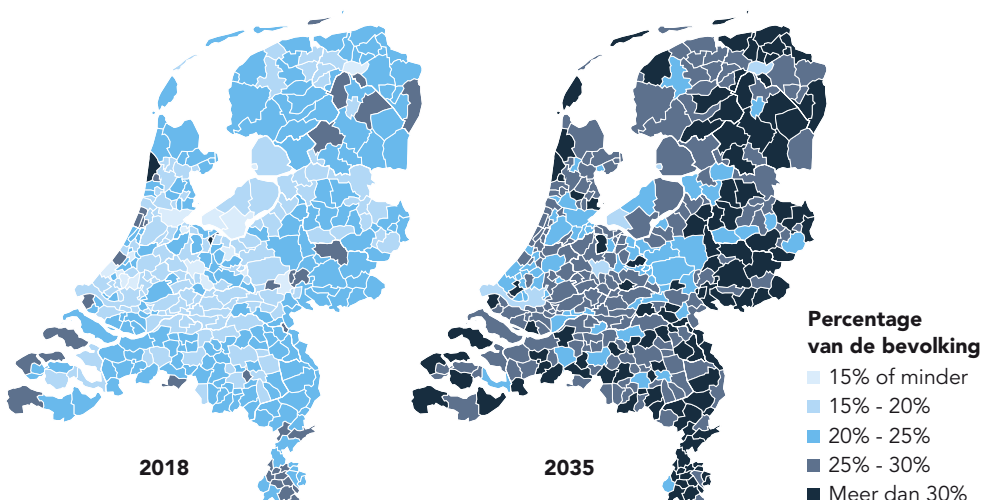 2018
2035
Percentage
van de bevolking
15% of minder
15% - 20%
20% - 25%
25% - 30%
Meer dan 30%